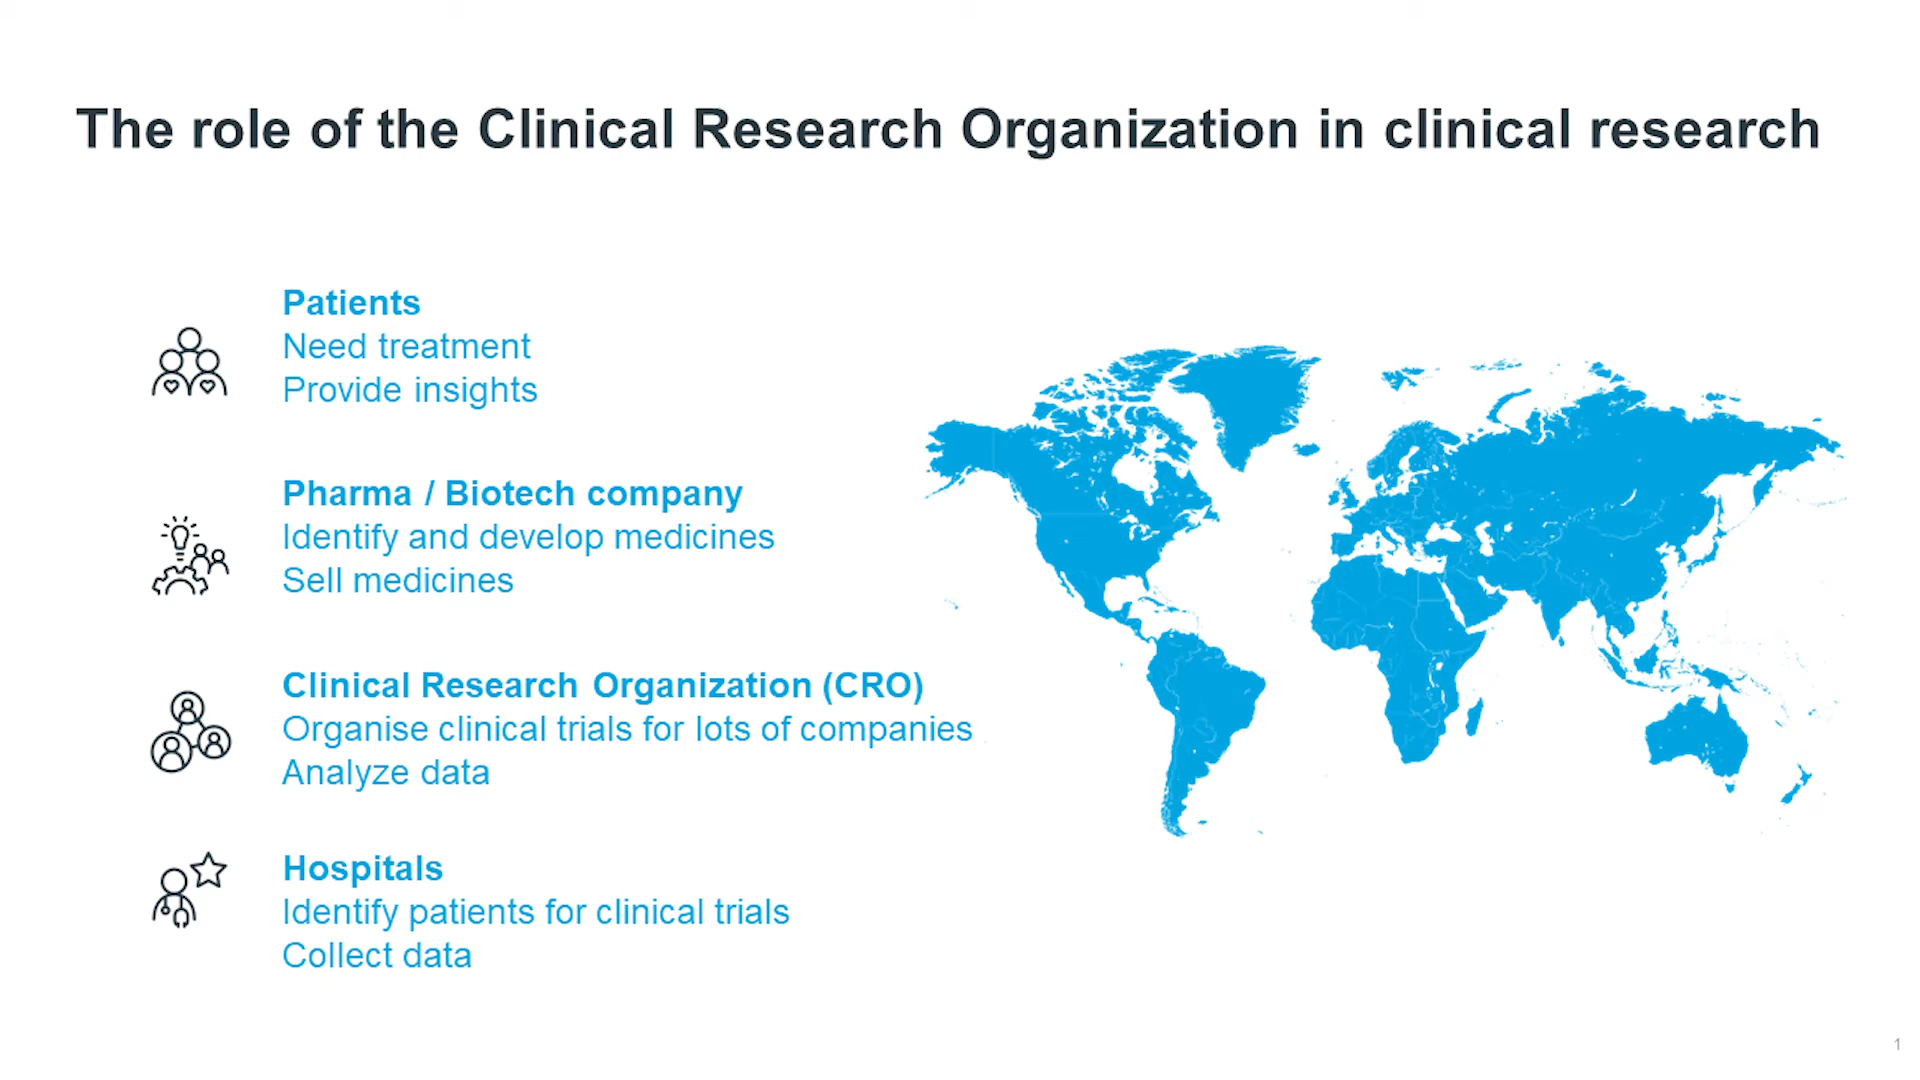 The role of the Clinical Research Organization in clinical research
Patients
Need treatment
Provide insights
Pharma / Biotech company
Identify and develop medicines
Sell medicines
Clinical Research Organization (CRO)
Organise clinical trials for lots of companies
Analyze data
Hospitals
Identify patients for clinical trials
Collect data
1